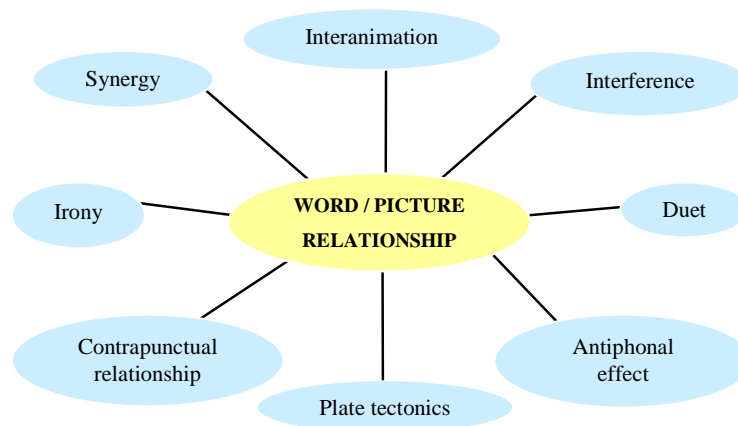 Interanimation
Synergy
Interference
WORD / PICTURE
RELATIONSHIP
Irony
Duet
Contrapunctual
relationship
Antiphonal
effect
Plate tectonics